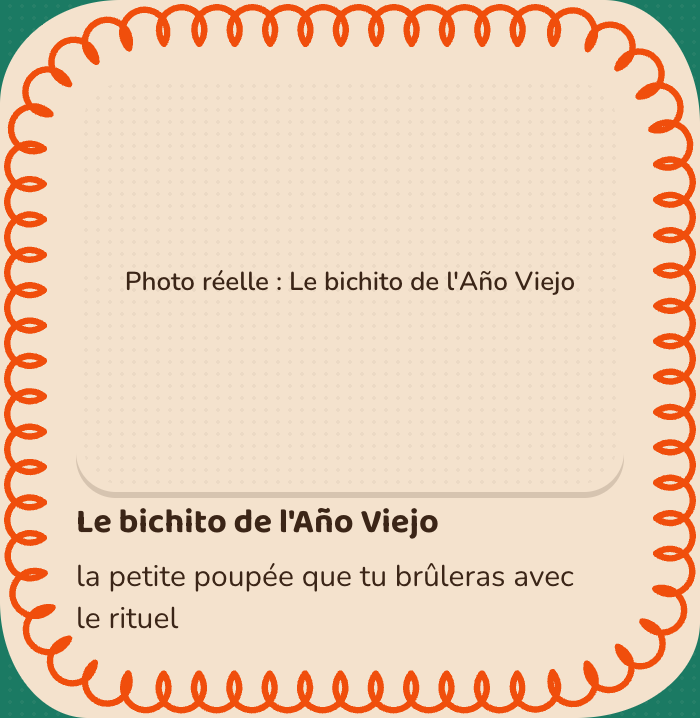 Photo réelle : Le bichito de l'Año Viejo
Le bichito de l'Año Viejo
la petite poupée que tu brûleras avec
le rituel